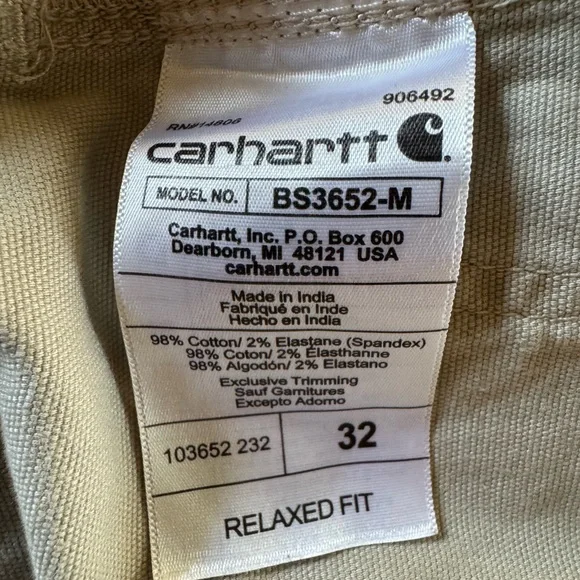 906492
RN#14806
carhartt
MODEL NO. BS3652-M
Carhartt, Inc. P.O. Box 600
Dearborn, MI 48121 USA
carhartt.com
Made in India
Fabriqué en Inde
Hecho en India
98% Cotton/ 2% Elastane (Spandex)
98% Coton/ 2% Élasthanne
98% Algodón/ 2% Elastano
Exclusive Trimming
Sauf Garnitures
Excepto Adorno
103652 232 32
RELAXED FIT